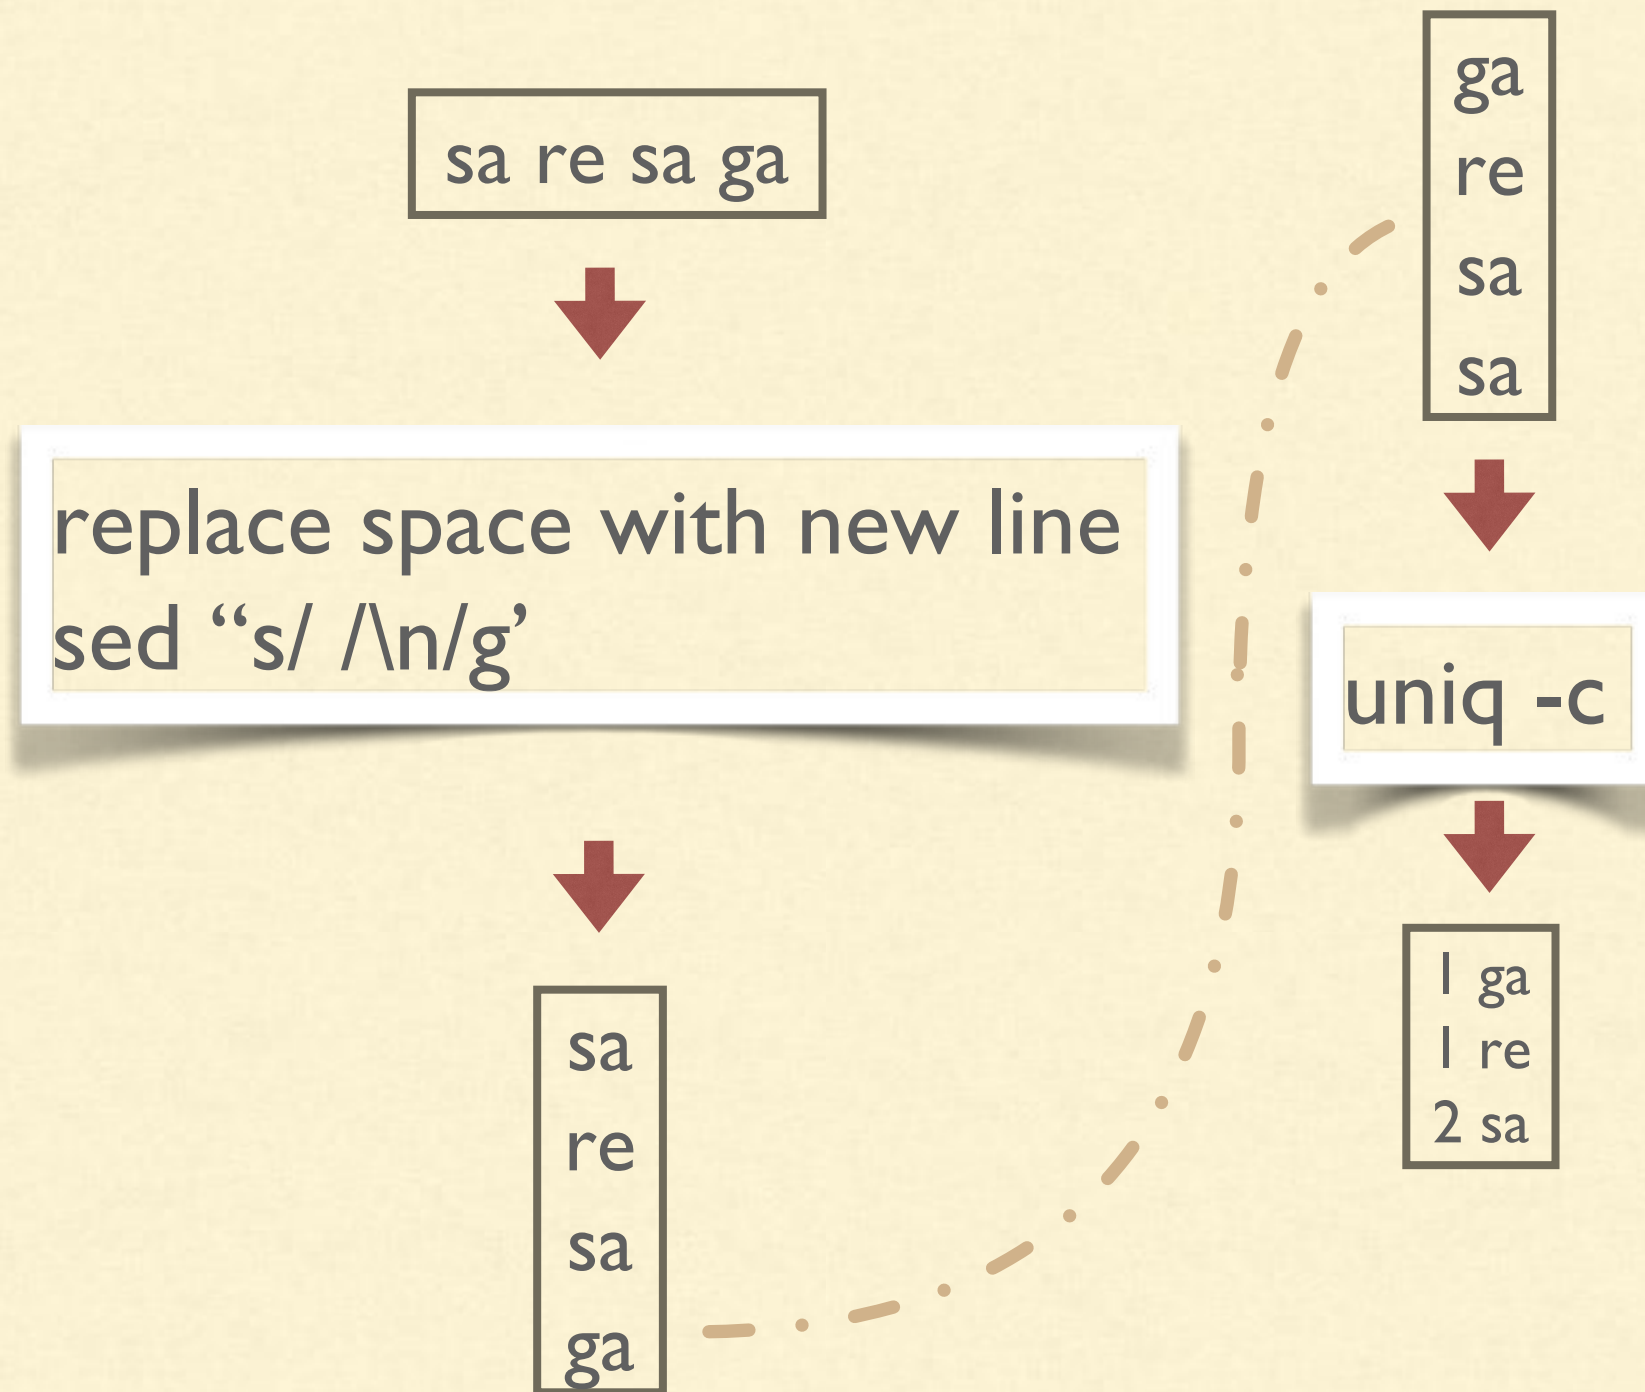 sa re sa ga
replace space with new line
sed “s/ /\n/g’
sa
re
sa
ga
ga
re
sa
sa
uniq -c
1 ga
1 re
2 sa